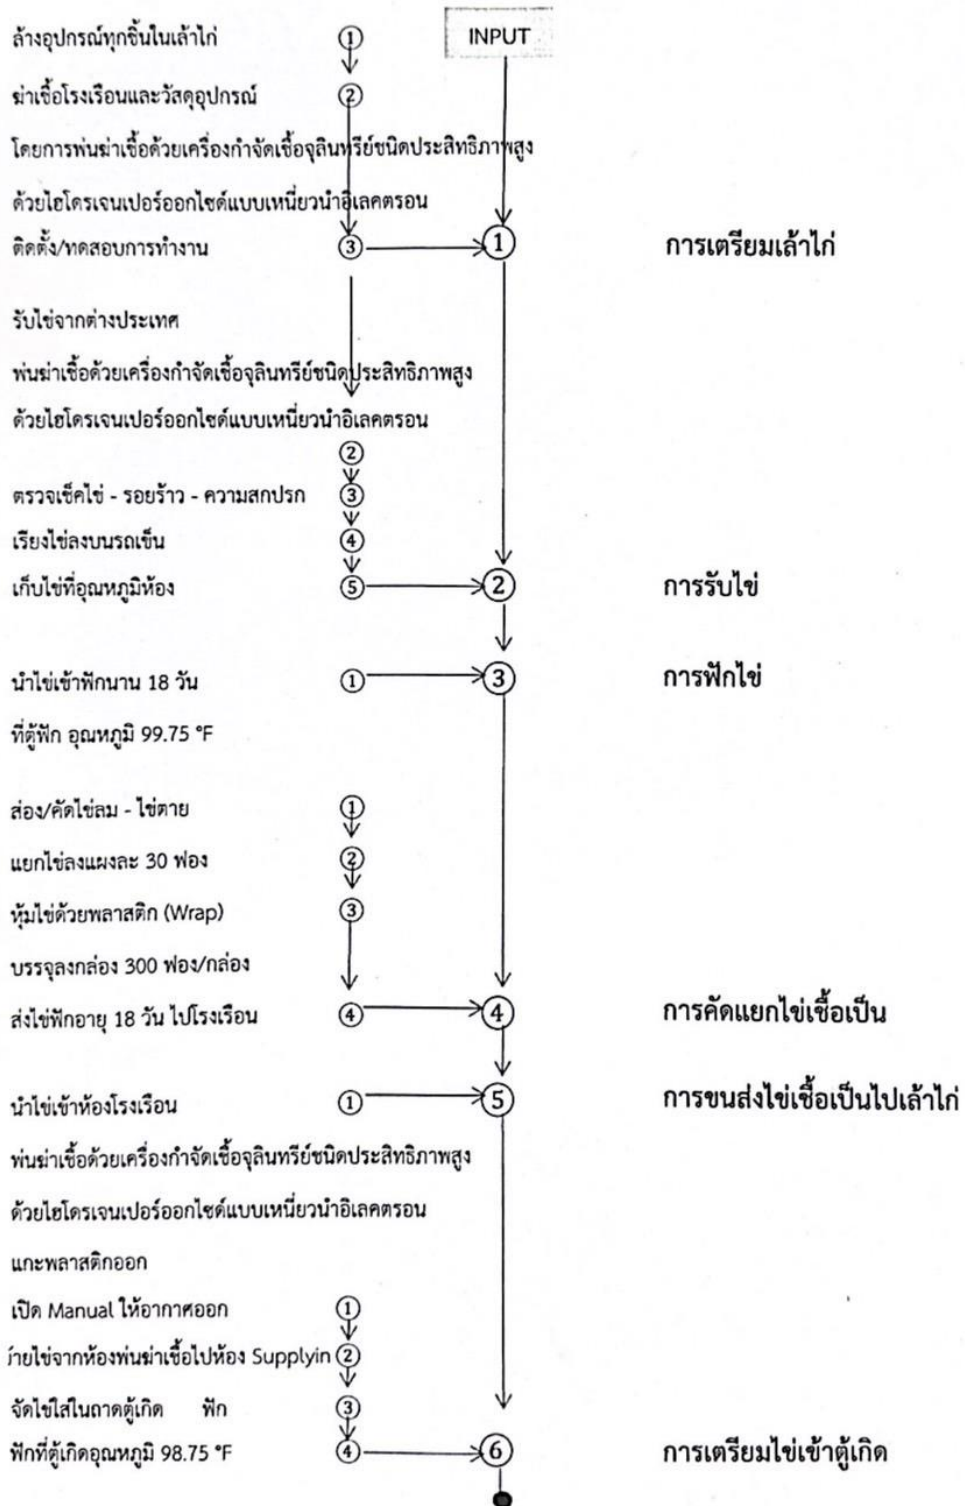 ล้างอุปกรณ์ทุกชิ้นในเล้าไก่ ① INPUT
ฆ่าเชื้อโรงเรือนและวัสดุอุปกรณ์ ②
โดยการพ่นฆ่าเชื้อด้วยเครื่องกำจัดเชื้อจุลินทรีย์ชนิดประสิทธิภาพสูง
ด้วยไฮโดรเจนเปอร์ออกไซด์แบบเหนี่ยวนำอิเลคตรอน
ติดตั้ง/ทดสอบการทำงาน ③ ① การเตรียมเล้าไก่
รับไข่จากต่างประเทศ
พ่นฆ่าเชื้อด้วยเครื่องกำจัดเชื้อจุลินทรีย์ชนิดประสิทธิภาพสูง
ด้วยไฮโดรเจนเปอร์ออกไซด์แบบเหนี่ยวนำอิเลคตรอน
②
ตรวจเช็คไข่ - รอยร้าว - ความสกปรก ③
เรียงไข่ลงบนรถเข็น ④
เก็บไข่ที่อุณหภูมิห้อง ⑤ ② การรับไข่
นำไข่เข้าฟักนาน 18 วัน ① ③ การฟักไข่
ที่ตู้ฟัก อุณหภูมิ 99.75 °F
ส่อง/คัดไข่ลม - ไข่ตาย ①
แยกไข่ลงแผงละ 30 ฟอง ②
หุ้มไข่ด้วยพลาสติก (Wrap) ③
บรรจุลงกล่อง 300 ฟอง/กล่อง
ส่งไข่ฟักอายุ 18 วัน ไปโรงเรือน ④ ④ การคัดแยกไข่เชื้อเป็น
นำไข่เข้าห้องโรงเรือน ① ⑤ การขนส่งไข่เชื้อเป็นไปเล้าไก่
พ่นฆ่าเชื้อด้วยเครื่องกำจัดเชื้อจุลินทรีย์ชนิดประสิทธิภาพสูง
ด้วยไฮโดรเจนเปอร์ออกไซด์แบบเหนี่ยวนำอิเลคตรอน
แกะพลาสติกออก
เปิด Manual ให้อากาศออก ①
ไข่จากห้องพ่นฆ่าเชื้อไปห้อง Supplyin ②
จัดไข่ใส่ในถาดตู้เกิด ฟัก ③
ฟักที่ตู้เกิดอุณหภูมิ 98.75 °F ④ ⑥ การเตรียมไข่เข้าตู้เกิด